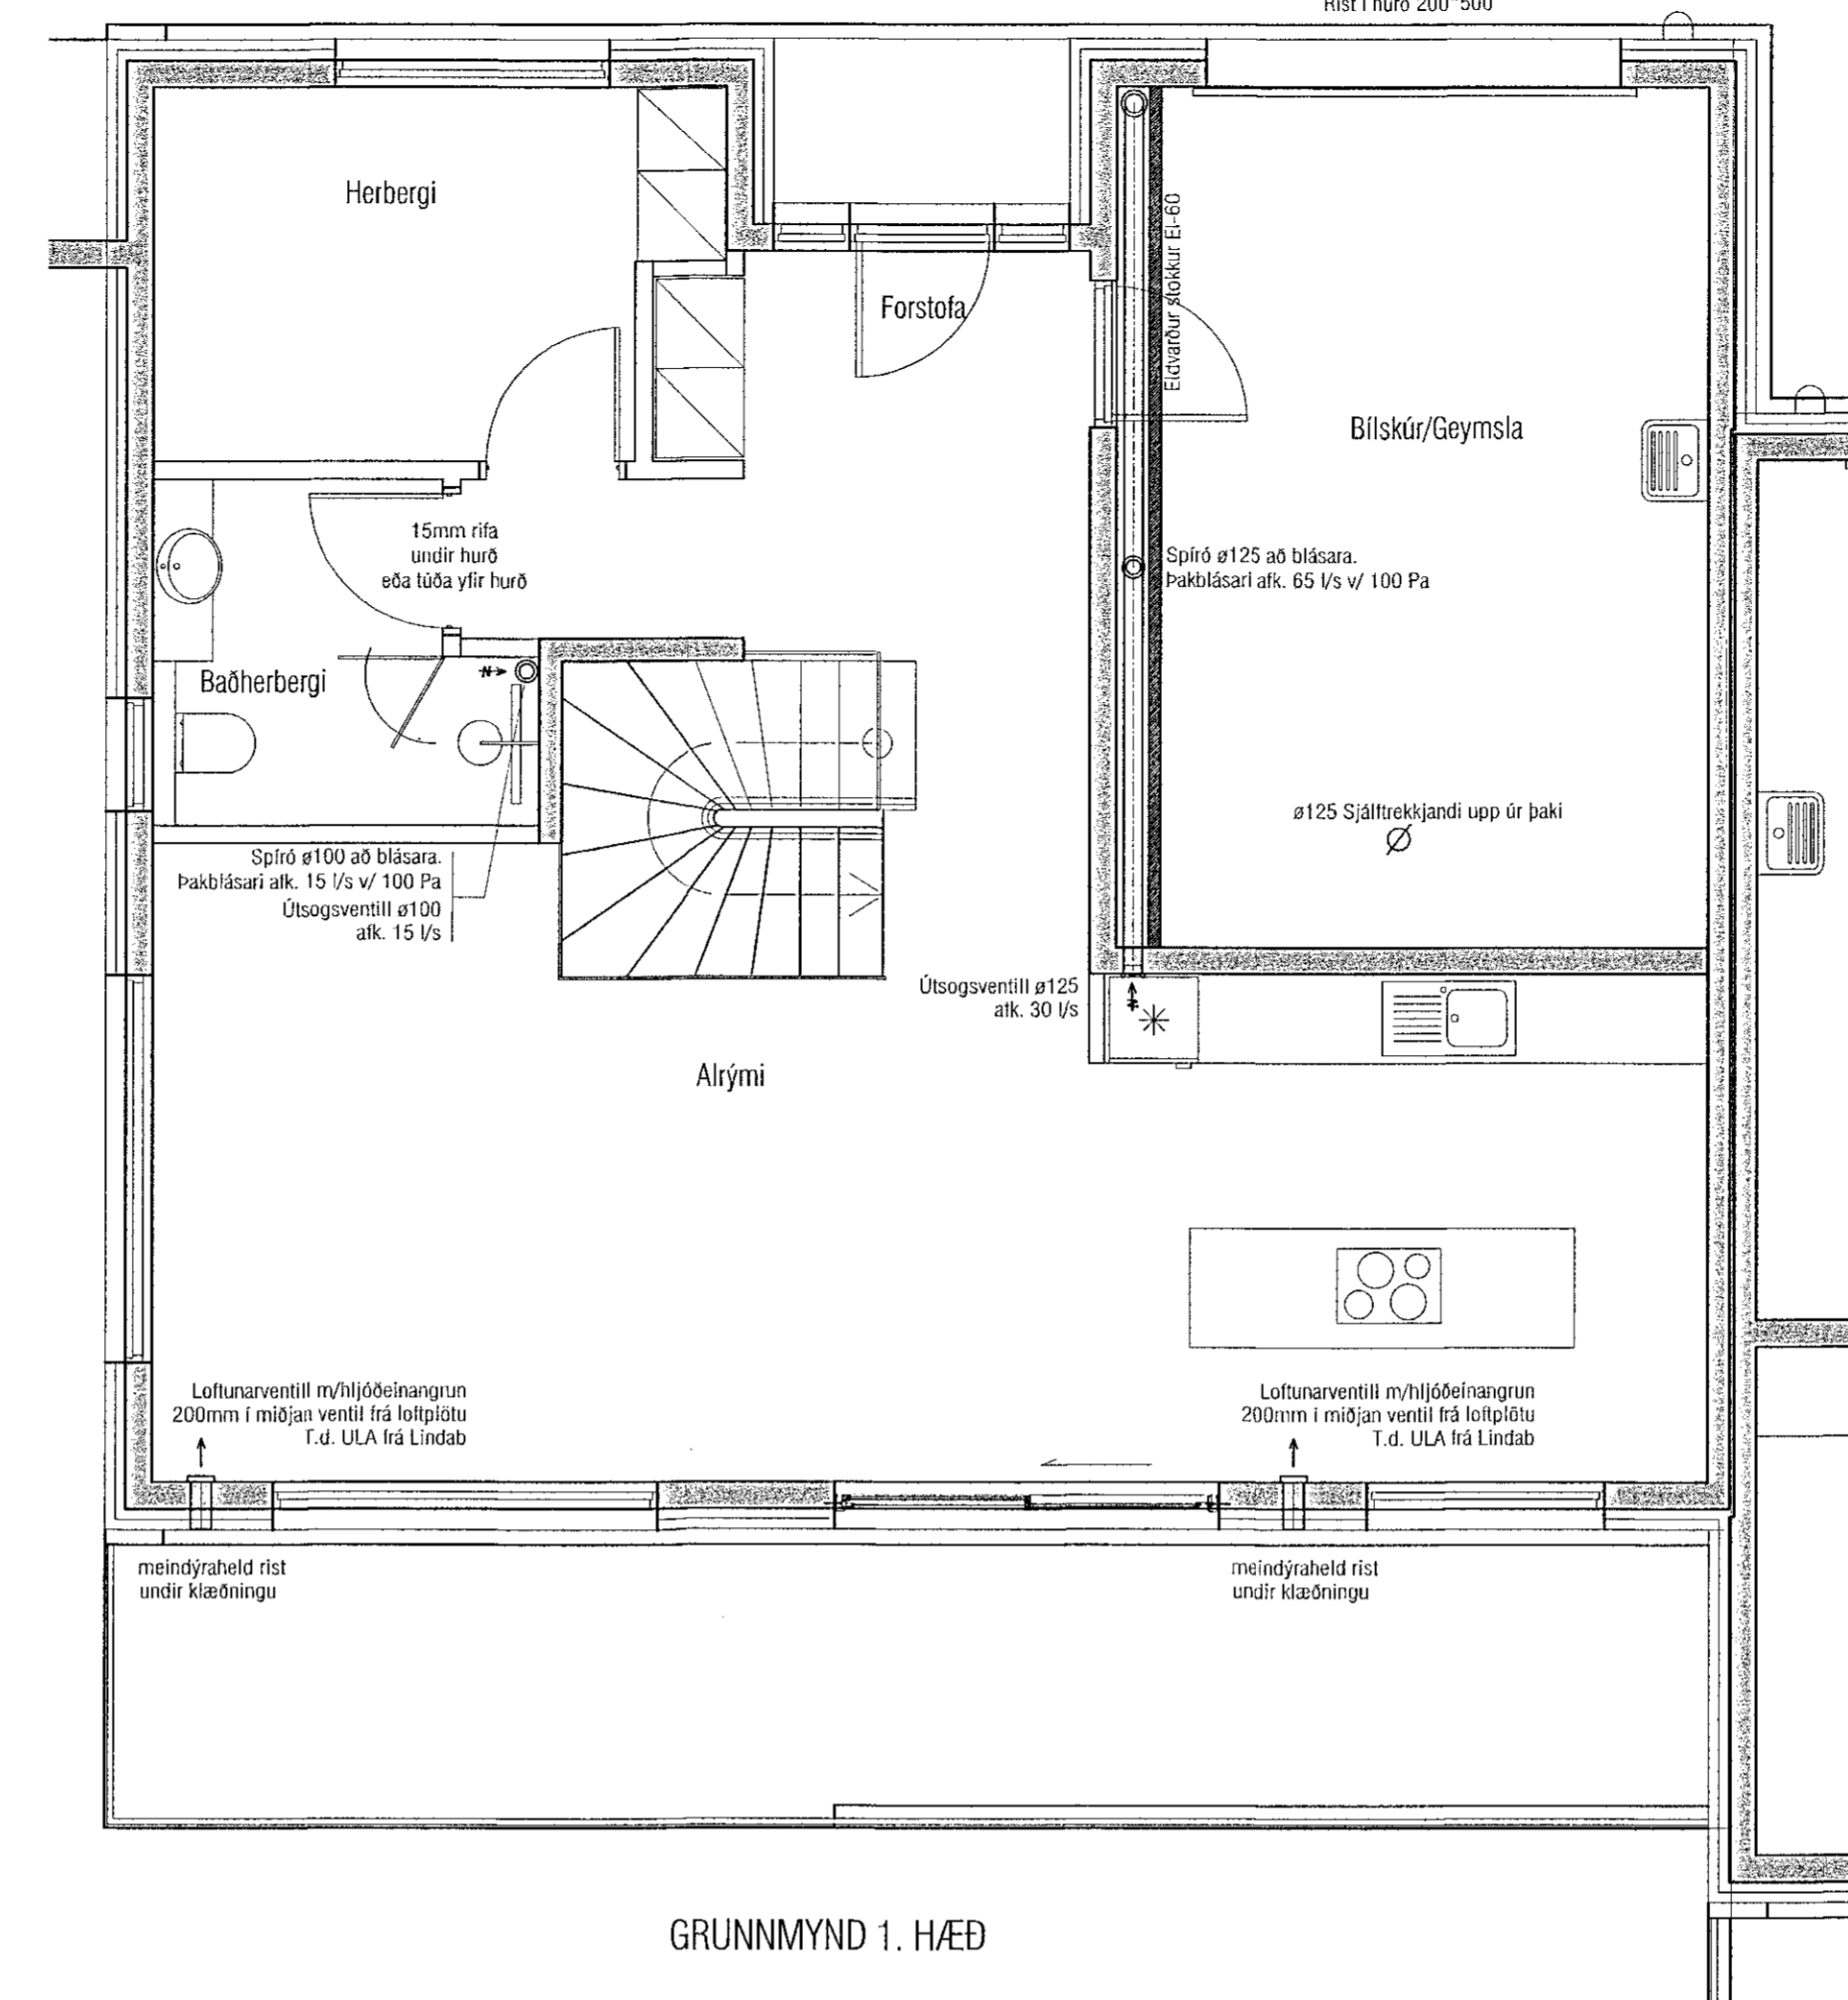 Rist í hurð 200*500
Herbergi
Forstofa
Eldvarður stokkur EI-60
Bílskúr/Geymsla
15mm rifa
undir hurð
eða túða yfir hurð
Spíró ø125 að blásara.
Þakblásari afk. 65 l/s v/ 100 Pa
Baðherbergi
ø125 Sjálftrekkjandi upp úr þaki
Spíró ø100 að blásara.
Þakblásari afk. 15 l/s v/ 100 Pa
Útsogsventill ø100
afk. 15 l/s
Útsogsventill ø125
afk. 30 l/s
Alrými
Loftunarventill m/hljóðeinangrun
200mm í miðjan ventil frá loftplötu
T.d. ULA frá Lindab
Loftunarventill m/hljóðeinangrun
200mm í miðjan ventil frá loftplötu
T.d. ULA frá Lindab
meindýraheld rist
undir klæðningu
meindýraheld rist
undir klæðningu
GRUNNMYND 1. HÆÐ